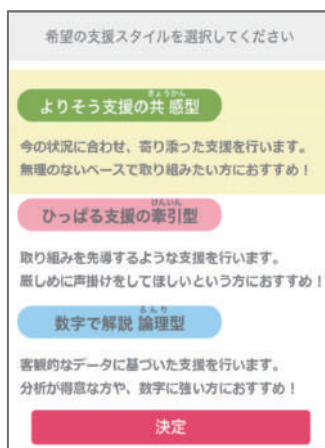 希望の支援スタイルを選択してください
よりそう支援の共感型
今の状況に合わせ、寄り添った支援を行います。
無理のないペースで取り組みたい方におすすめ！
ひっぱる支援の牽引型
取り組みを先導するような支援を行います。
厳しめに声掛けをしてほしいという方におすすめ！
数字で解説 論理型
客観的なデータに基づいた支援を行います。
分析が得意な方や、数字に強い方におすすめ！
決定